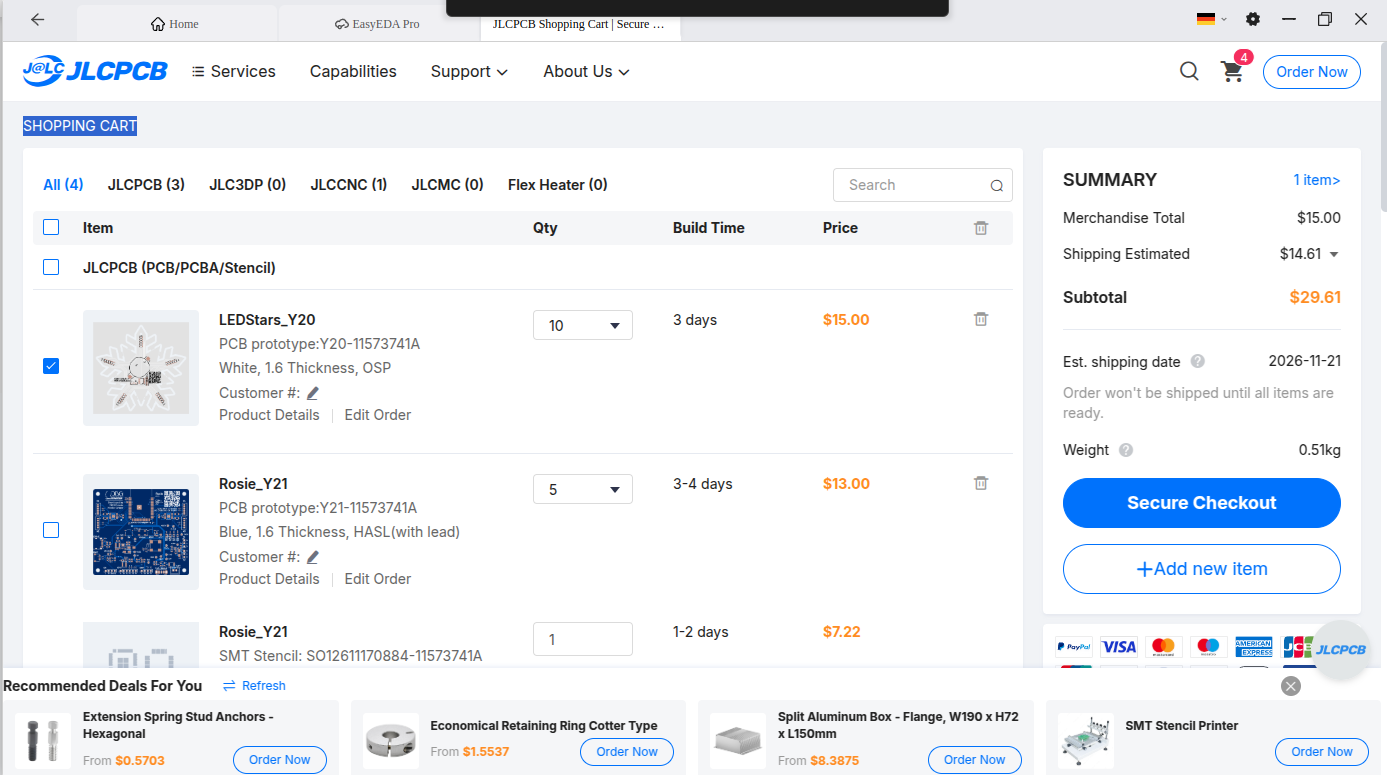 Home
EasyEDA Pro
JLCPCB Shopping Cart | Secure …
J@LC JLCPCB
Services
Capabilities
Support
About Us
4
Order Now
SHOPPING CART
All (4)
JLCPCB (3)
JLC3DP (0)
JLCCNC (1)
JLCMC (0)
Flex Heater (0)
Search
Item
Qty
Build Time
Price
JLCPCB (PCB/PCBA/Stencil)
LEDStars_Y20
PCB prototype:Y20-11573741A
White, 1.6 Thickness, OSP
Customer #:
Product Details
Edit Order
10
3 days
$15.00
Rosie_Y21
PCB prototype:Y21-11573741A
Blue, 1.6 Thickness, HASL(with lead)
Customer #:
Product Details
Edit Order
5
3-4 days
$13.00
Rosie_Y21
SMT Stencil: SO12611170884-11573741A
1
1-2 days
$7.22
SUMMARY
1 item>
Merchandise Total
$15.00
Shipping Estimated
$14.61
Subtotal
$29.61
Est. shipping date
?
2026-11-21
Order won't be shipped until all items are
ready.
Weight
?
0.51kg
Secure Checkout
+Add new item
PayPal
VISA
AMERICAN
EXPRESS
JCB
JLCPCB
Recommended Deals For You
Refresh
Extension Spring Stud Anchors -
Hexagonal
From $0.5703
Order Now
Economical Retaining Ring Cotter Type
From $1.5537
Order Now
Split Aluminum Box - Flange, W190 x H72
x L150mm
From $8.3875
Order Now
SMT Stencil Printer
Order Now